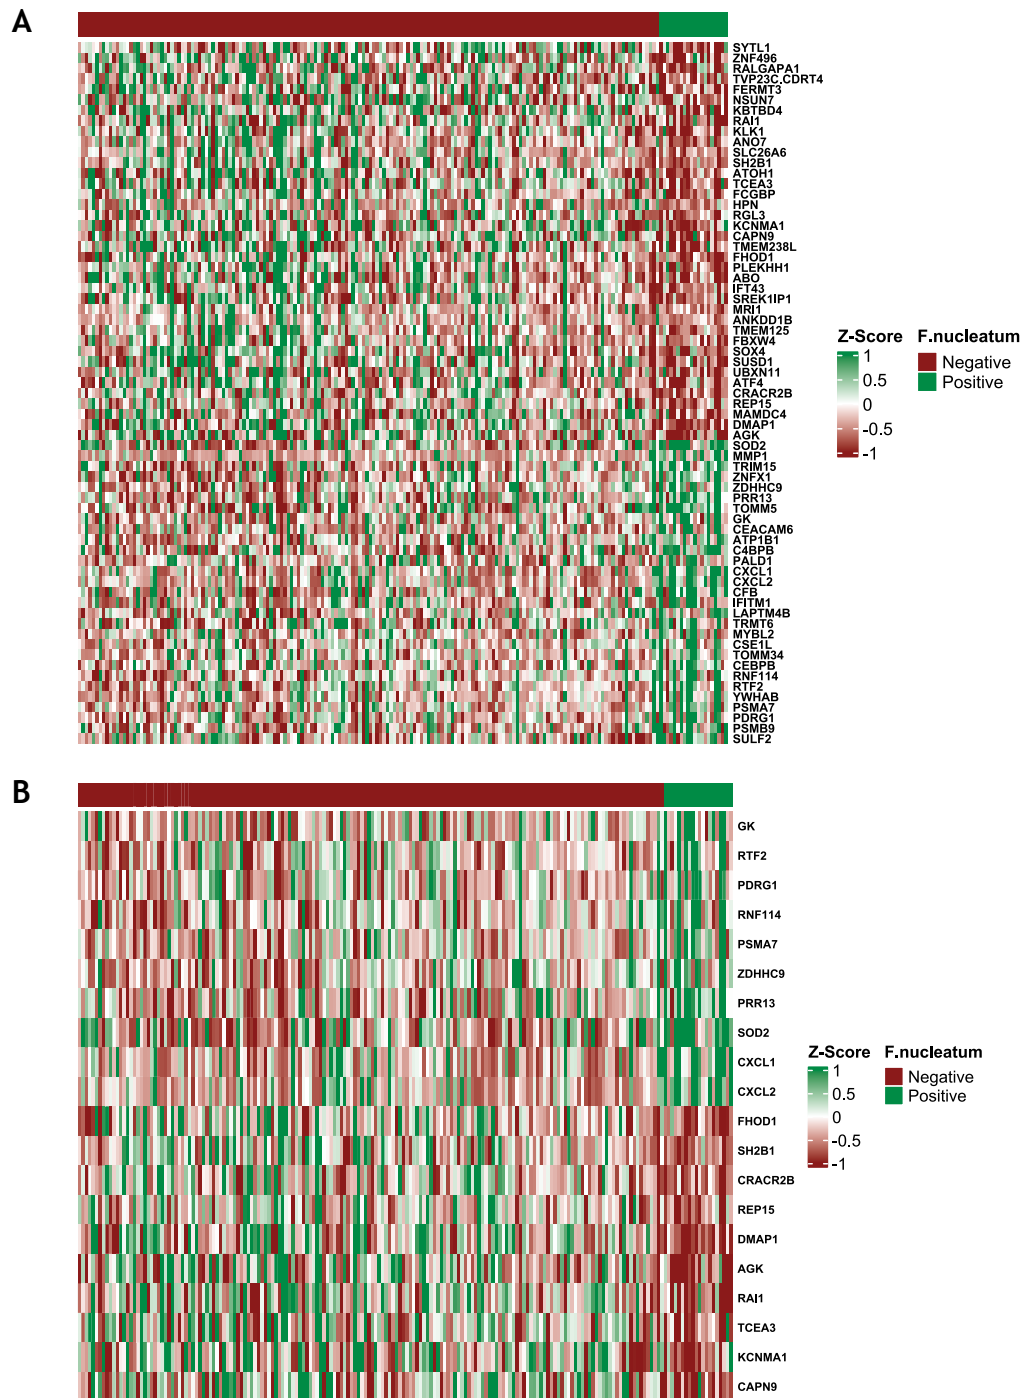 A
SYTL1
ZNF496
RALGAPA1
TVP23C.CDRT4
FERMT3
NSUN7
KBTBD4
RAI1
KLK1
ANO7
SLC26A6
SH2B1
ATOH1
TCEA3
FCGBP
HPN
RGL3
KCNMA1
CAPN9
TMEM238L
FHOD1
PLEKHH1
ABO
IFT43
SREK1IP1
MRI1
ANKDD1B
TMEM125
FBXW4
SOX4
SUSD1
UBXN11
ATF4
CRACR2B
REP15
MAMDC4
DMAP1
AGK
SOD2
MMP1
TRIM15
ZNFX1
ZDHHC9
PRR13
TOMM5
GK
CEACAM6
ATP1B1
C4BPB
PALD1
CXCL1
CXCL2
CFB
IFITM1
LAPTM4B
TRMT6
MYBL2
CSE1L
TOMM34
CEBPB
RNF114
RTF2
YWHAB
PSMA7
PDRG1
PSMB9
SULF2
Z-Score F.nucleatum
1 Negative
0.5 Positive
0
-0.5
-1
B
GK
RTF2
PDRG1
RNF114
PSMA7
ZDHHC9
PRR13
SOD2
CXCL1
CXCL2
FHOD1
SH2B1
CRACR2B
REP15
DMAP1
AGK
RAI1
TCEA3
KCNMA1
CAPN9
Z-Score F.nucleatum
1 Negative
0.5 Positive
0
-0.5
-1